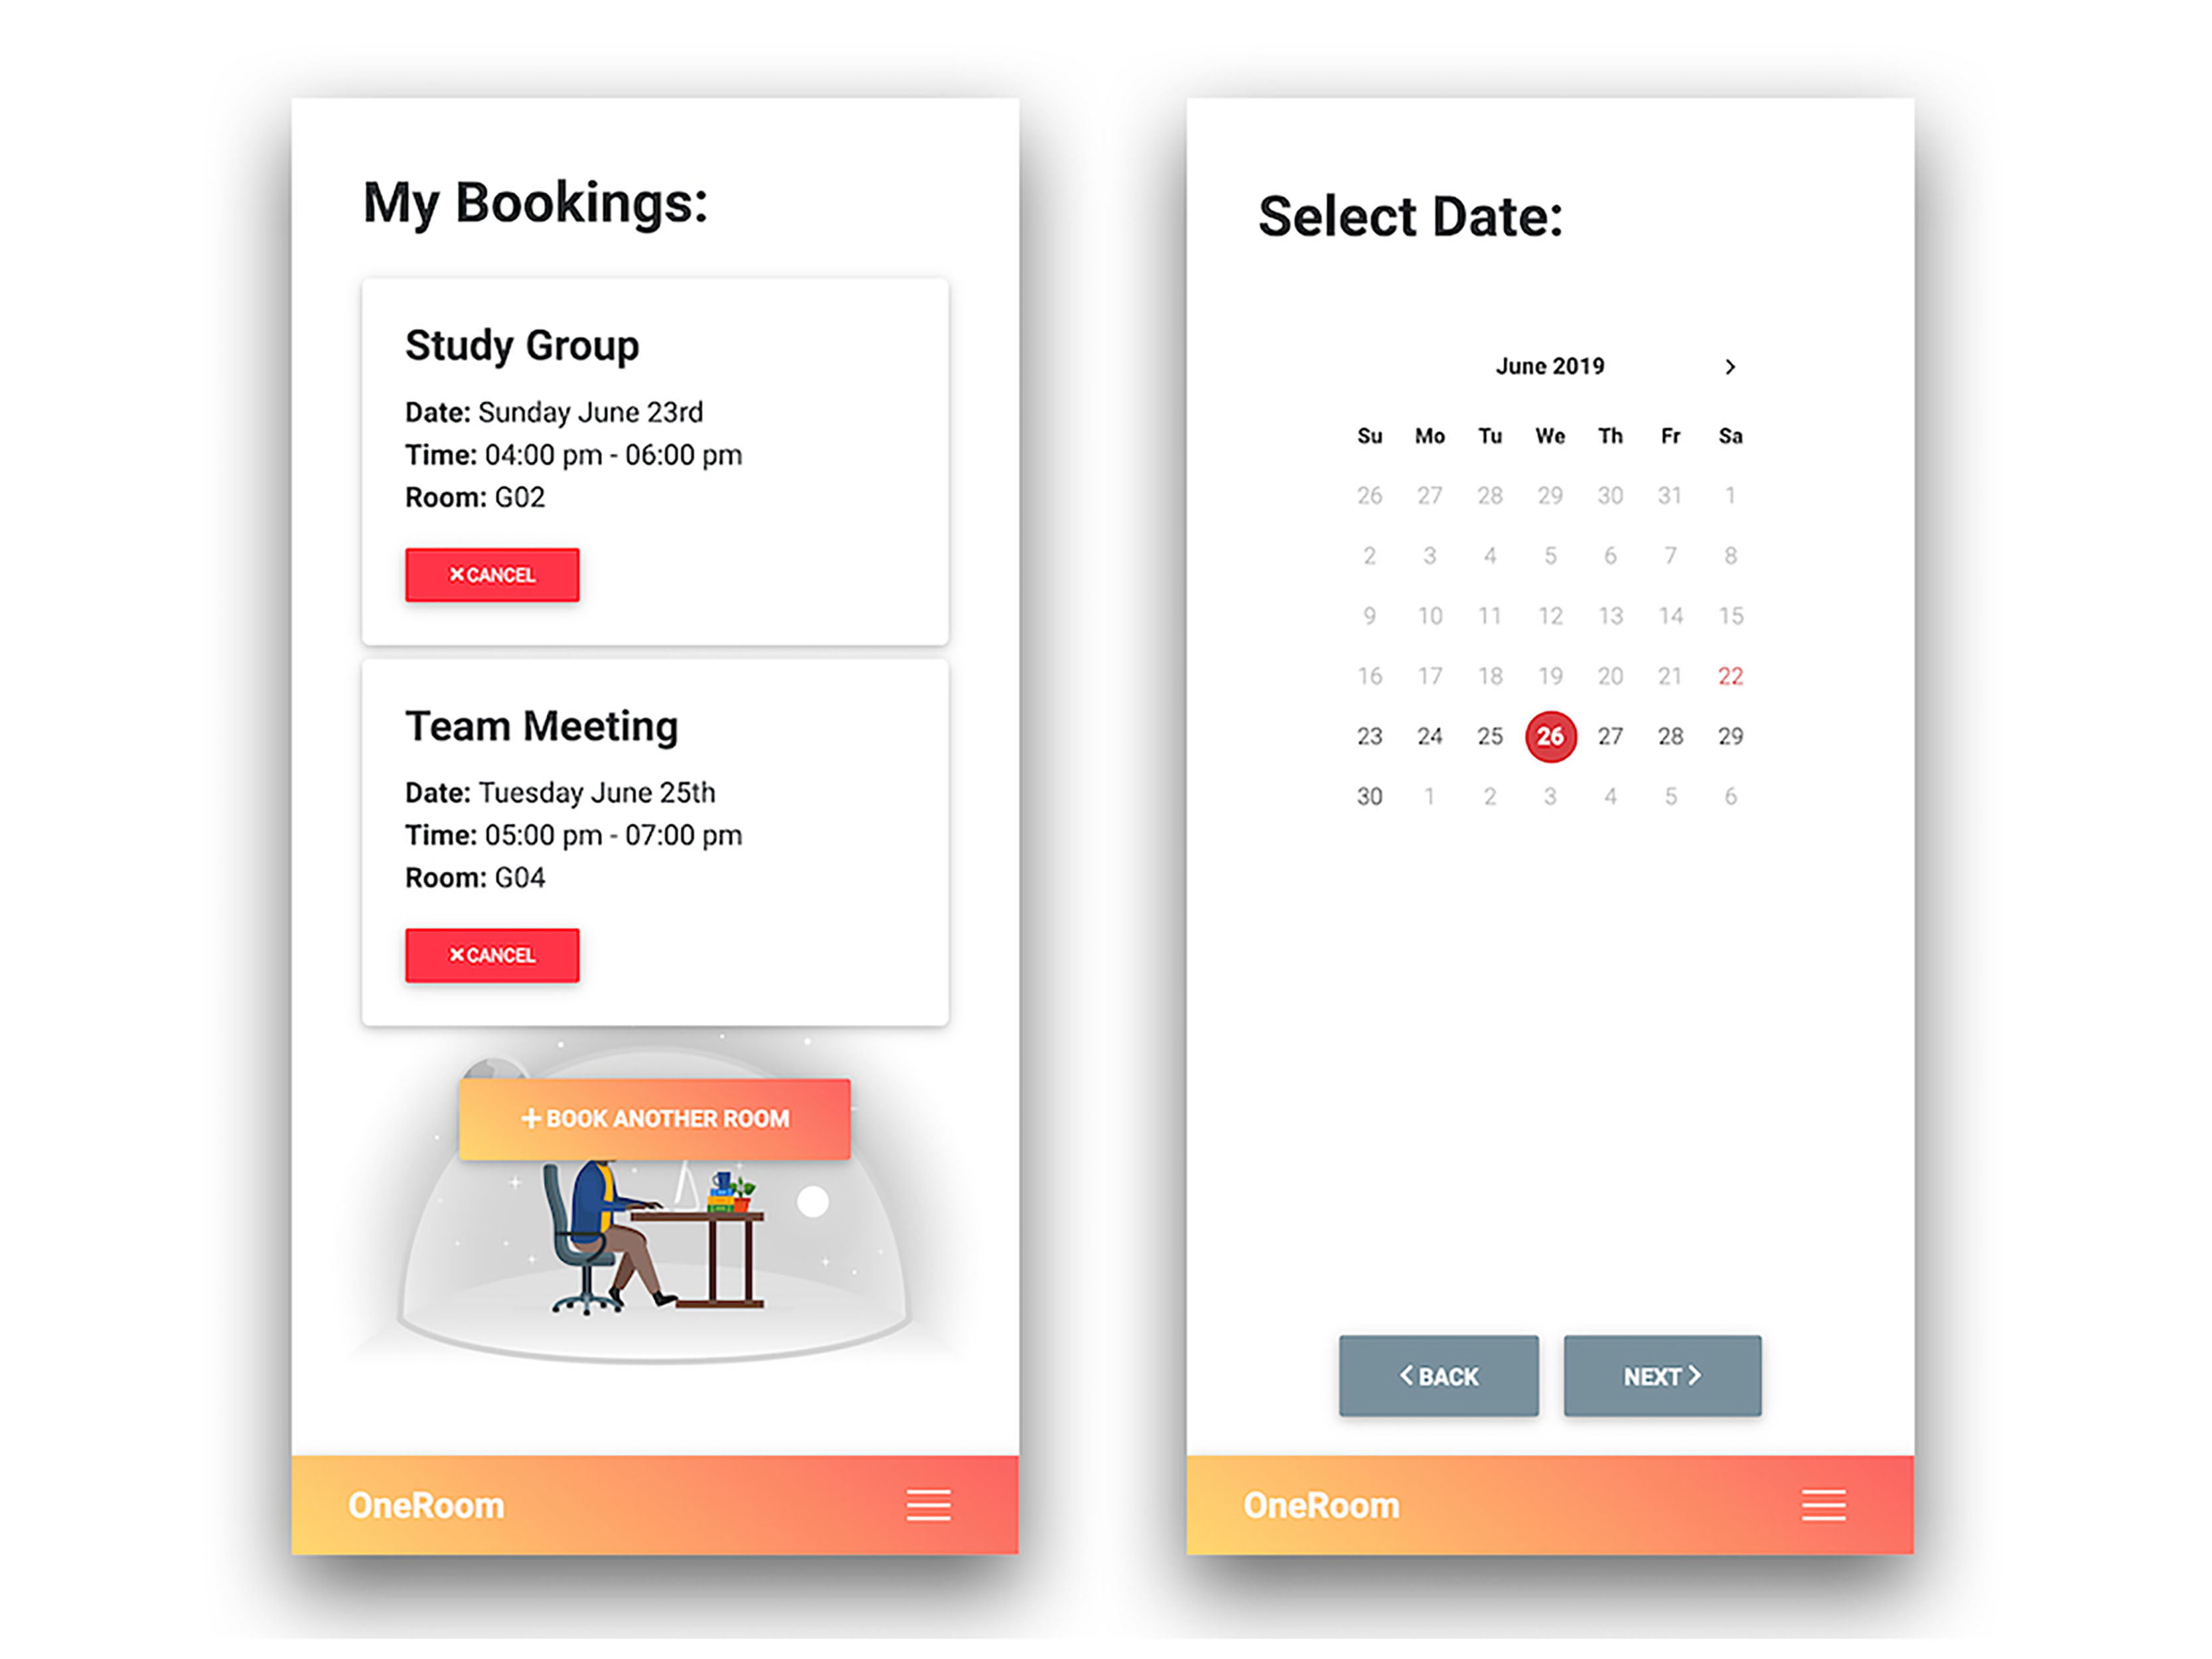 My Bookings:
Study Group
Date: Sunday June 23rd
Time: 04:00 pm - 06:00 pm
Room: G02
CANCEL
Team Meeting
Date: Tuesday June 25th
Time: 05:00 pm - 07:00 pm
Room: G04
CANCEL
BOOK ANOTHER ROOM
OneRoom
Select Date:
June 2019
Su Mo Tu We Th Fr Sa
26 27 28 29 30 31 1
2 3 4 5 6 7 8
9 10 11 12 13 14 15
16 17 18 19 20 21 22
23 24 25 26 27 28 29
30 1 2 3 4 5 6
BACK
NEXT
OneRoom